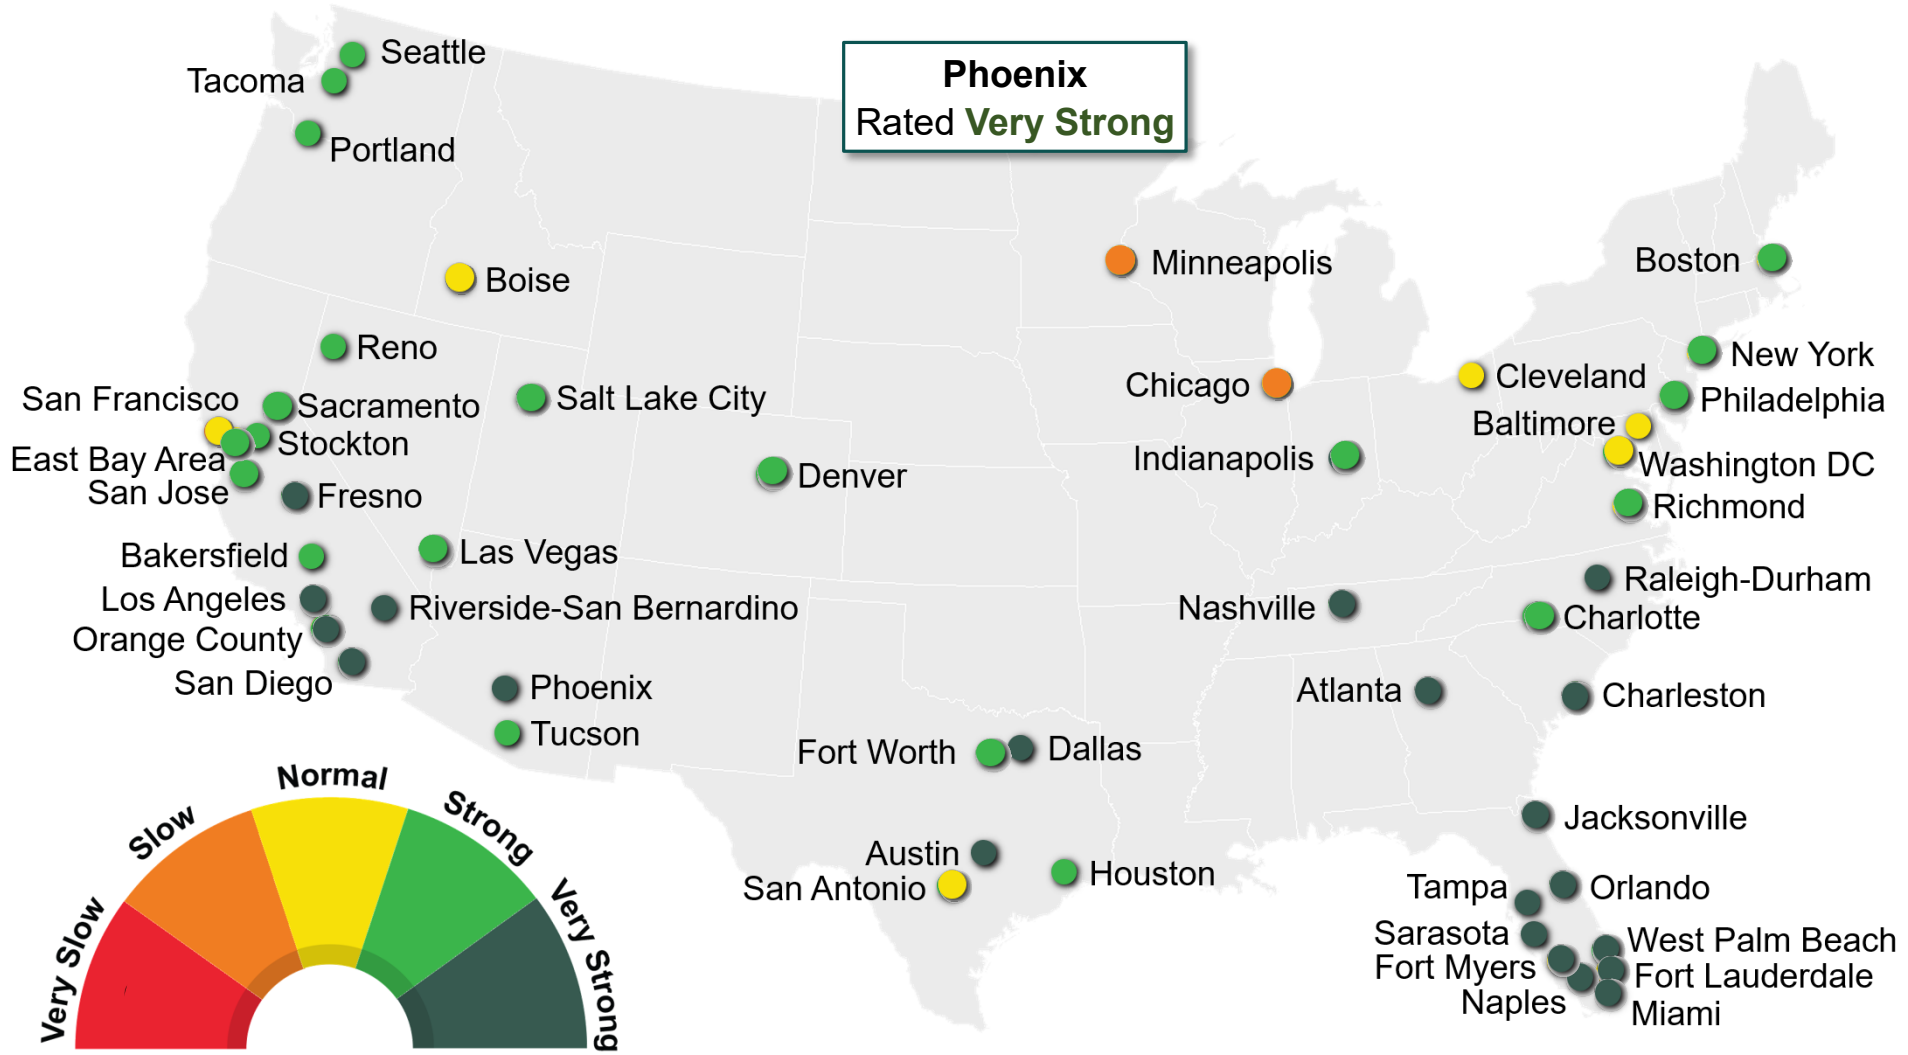 Phoenix
Rated Very Strong
Seattle
Tacoma
Portland
Boise
Minneapolis
Boston
Reno
New York
Cleveland
San Francisco
Sacramento
Salt Lake City
Chicago
Philadelphia
Baltimore
Stockton
East Bay Area
Indianapolis
Washington DC
San Jose
Fresno
Denver
Richmond
Bakersfield
Las Vegas
Raleigh-Durham
Los Angeles
Riverside-San Bernardino
Nashville
Charlotte
Orange County
San Diego
Phoenix
Atlanta
Charleston
Tucson
Fort Worth
Dallas
Jacksonville
Austin
Houston
San Antonio
Tampa
Orlando
Sarasota
West Palm Beach
Fort Myers
Fort Lauderdale
Naples
Miami
Very Slow
Slow
Normal
Strong
Very Strong